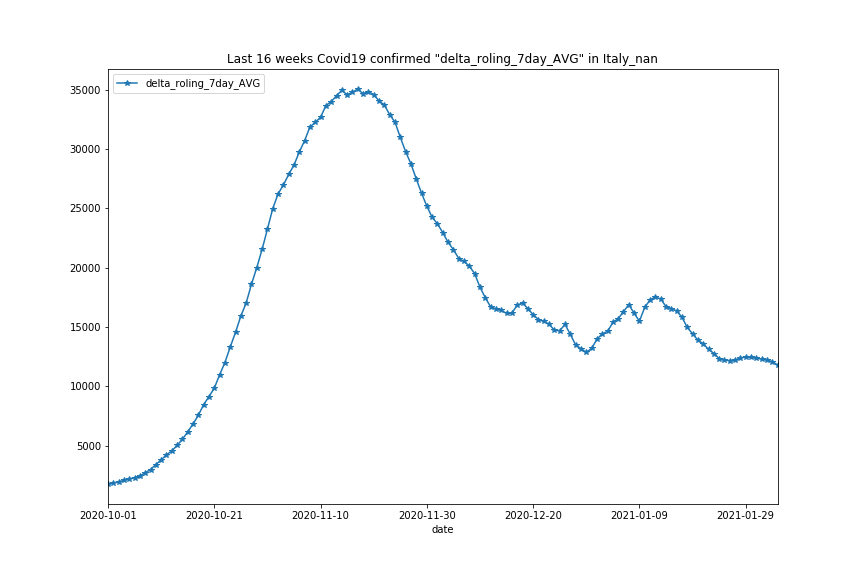 Last 16 weeks Covid19 confirmed "delta_roling_7day_AVG" in Italy_nan
delta_roling_7day_AVG
35000
30000
25000
20000
15000
10000
5000
2020-10-01 2020-10-21 2020-11-10 2020-11-30 2020-12-20 2021-01-09 2021-01-29
date